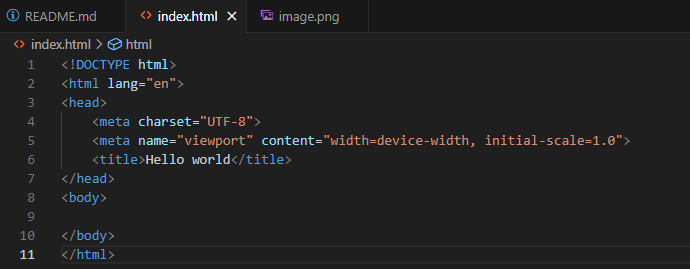 README.md index.html image.png
index.html > html
1 <!DOCTYPE html>
2 <html lang="en">
3 <head>
4     <meta charset="UTF-8">
5     <meta name="viewport" content="width=device-width, initial-scale=1.0">
6     <title>Hello world</title>
7 </head>
8 <body>
9
10 </body>
11 </html>